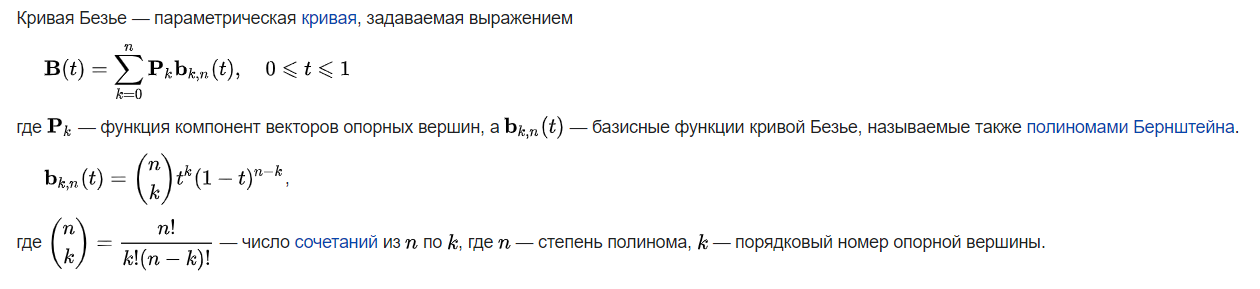 Кривая Безье — параметрическая кривая, задаваемая выражением
$\mathbf{B}(t) = \sum_{k=0}^{n} \mathbf{P}_k \mathbf{b}_{k,n}(t), \quad 0 \leqslant t \leqslant 1$
где $\mathbf{P}_k$ — функция компонент векторов опорных вершин, а $\mathbf{b}_{k,n}(t)$ — базисные функции кривой Безье, называемые также полиномами Бернштейна.
$\mathbf{b}_{k,n}(t) = \binom{n}{k} t^k (1 - t)^{n-k},$
где $\binom{n}{k} = \frac{n!}{k!(n-k)!}$ — число сочетаний из $n$ по $k$, где $n$ — степень полинома, $k$ — порядковый номер опорной вершины.